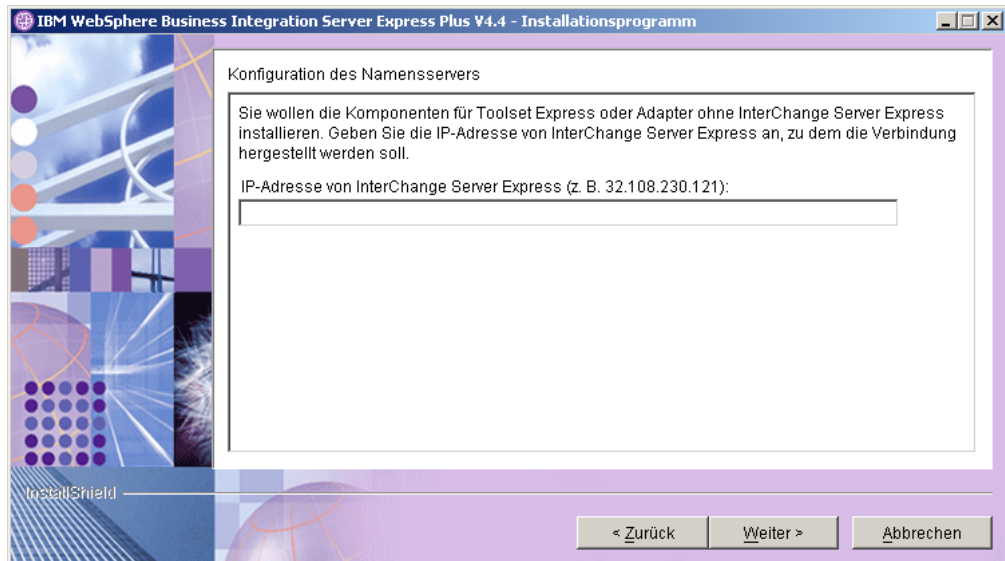 IBM WebSphere Business Integration Server Express Plus V4.4 - Installationsprogramm
Konfiguration des Namensservers
Sie wollen die Komponenten für Toolset Express oder Adapter ohne InterChange Server Express
installieren. Geben Sie die IP-Adresse von InterChange Server Express an, zu dem die Verbindung
hergestellt werden soll.
IP-Adresse von InterChange Server Express (z. B. 32.108.230.121):
InstallShield
< Zurück
Weiter >
Abbrechen